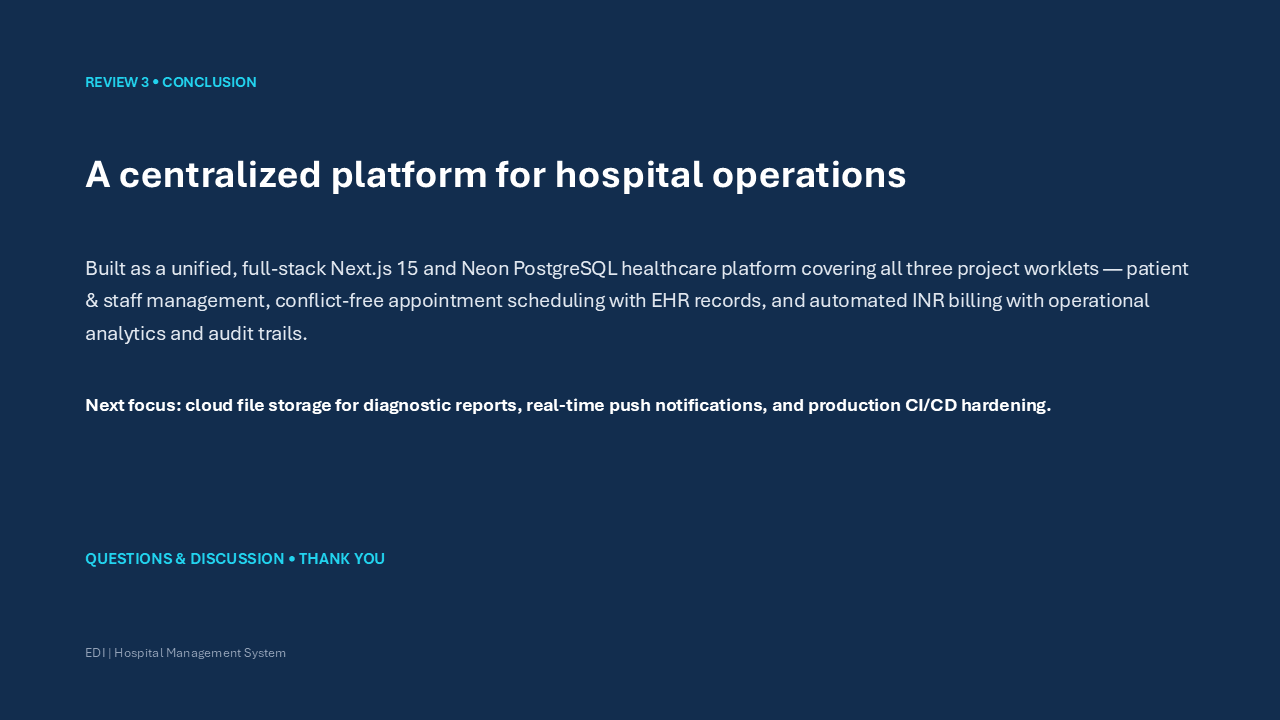 REVIEW 3 • CONCLUSION
A centralized platform for hospital operations
Built as a unified, full-stack Next.js 15 and Neon PostgreSQL healthcare platform covering all three project worklets — patient
& staff management, conflict-free appointment scheduling with EHR records, and automated INR billing with operational
analytics and audit trails.
Next focus: cloud file storage for diagnostic reports, real-time push notifications, and production CI/CD hardening.
QUESTIONS & DISCUSSION • THANK YOU
EDI | Hospital Management System